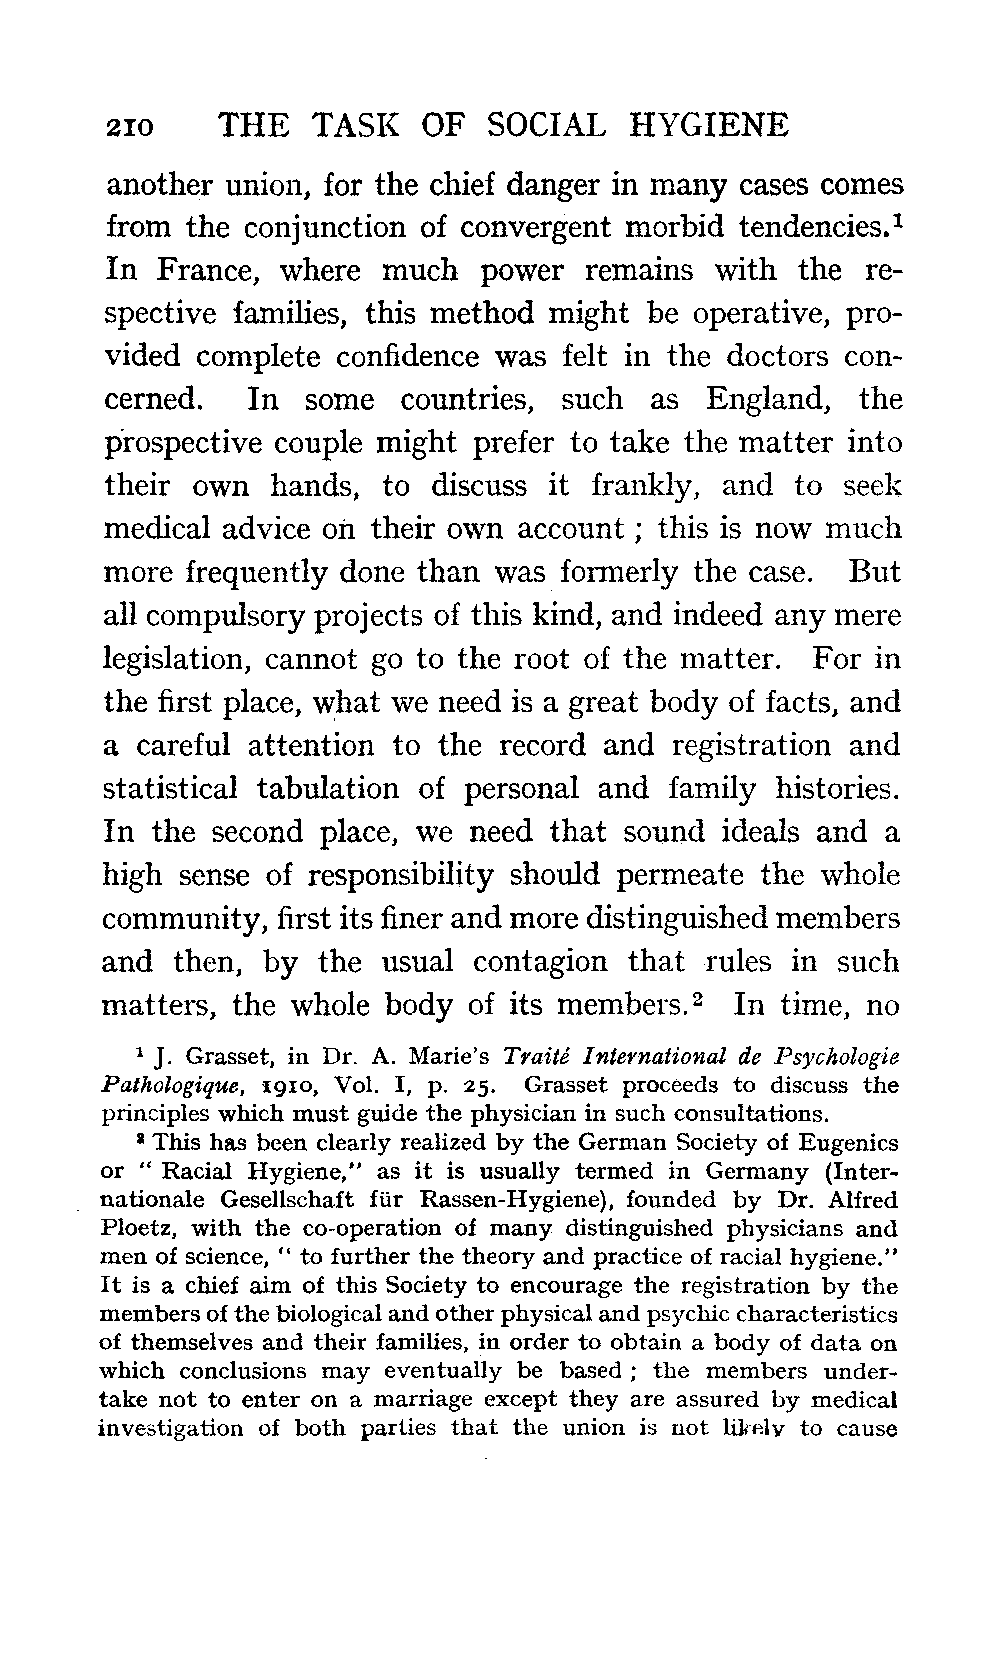 210 THE TASK OF SOCIAL HYGIENE
another union, for the chief danger in many cases comes
from the conjunction of convergent morbid tendencies.¹
In France, where much power remains with the re-
spective families, this method might be operative, pro-
vided complete confidence was felt in the doctors con-
cerned. In some countries, such as England, the
prospective couple might prefer to take the matter into
their own hands, to discuss it frankly, and to seek
medical advice on their own account ; this is now much
more frequently done than was formerly the case. But
all compulsory projects of this kind, and indeed any mere
legislation, cannot go to the root of the matter. For in
the first place, what we need is a great body of facts, and
a careful attention to the record and registration and
statistical tabulation of personal and family histories.
In the second place, we need that sound ideals and a
high sense of responsibility should permeate the whole
community, first its finer and more distinguished members
and then, by the usual contagion that rules in such
matters, the whole body of its members.² In time, no
¹ J. Grasset, in Dr. A. Marie's Traité International de Psychologie
Pathologique, 1910, Vol. I, p. 25. Grasset proceeds to discuss the
principles which must guide the physician in such consultations.
² This has been clearly realized by the German Society of Eugenics
or " Racial Hygiene," as it is usually termed in Germany (Inter-
nationale Gesellschaft für Rassen-Hygiene), founded by Dr. Alfred
Ploetz, with the co-operation of many distinguished physicians and
men of science, " to further the theory and practice of racial hygiene."
It is a chief aim of this Society to encourage the registration by the
members of the biological and other physical and psychic characteristics
of themselves and their families, in order to obtain a body of data on
which conclusions may eventually be based ; the members under-
take not to enter on a marriage except they are assured by medical
investigation of both parties that the union is not likely to cause